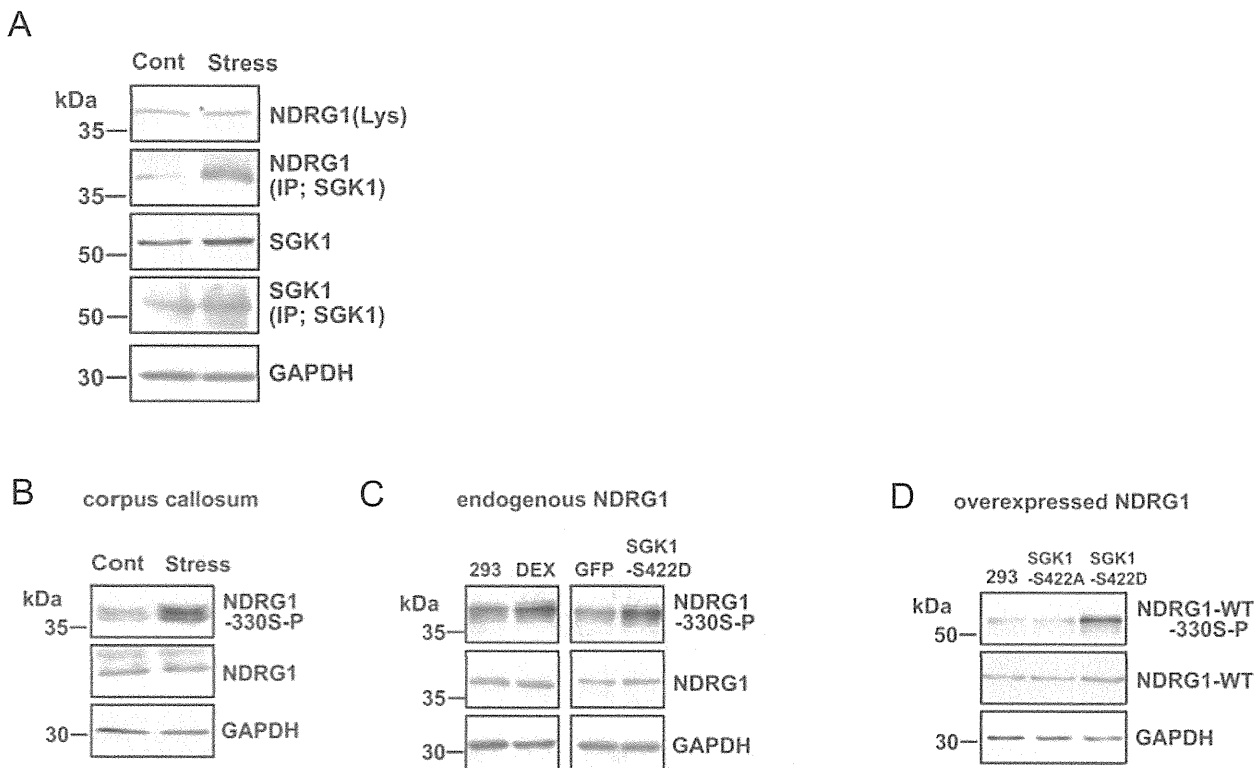 A
Cont Stress
kDa
NDRG1(Lys)
35
NDRG1
(IP; SGK1)
35
SGK1
50
SGK1
(IP; SGK1)
50
GAPDH
30
B corpus callosum
Cont Stress
kDa
NDRG1
-330S-P
35
NDRG1
GAPDH
30
C endogenous NDRG1
293 DEX GFP SGK1
-S422D
kDa
NDRG1
-330S-P
35
NDRG1
35
GAPDH
30
D overexpressed NDRG1
293 SGK1
-S422A SGK1
-S422D
kDa
NDRG1-WT
-330S-P
50
NDRG1-WT
GAPDH
30